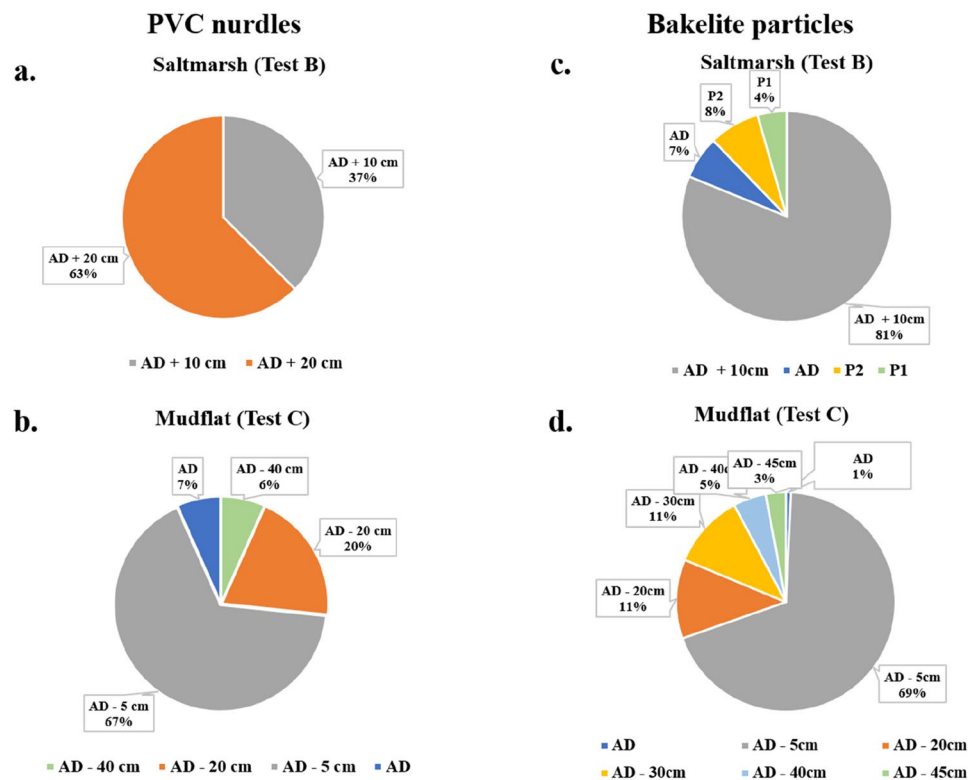 PVC nurdles
a.
Saltmarsh (Test B)
AD + 10 cm
37%
AD + 20 cm
63%
AD + 10 cm AD + 20 cm
b.
Mudflat (Test C)
AD
7%
AD - 40 cm
6%
AD - 20 cm
20%
AD - 5 cm
67%
AD - 40 cm AD - 20 cm AD - 5 cm AD
Bakelite particles
c.
Saltmarsh (Test B)
P1
4%
P2
8%
AD
7%
AD + 10cm
81%
AD + 10cm AD P2 P1
d.
Mudflat (Test C)
AD - 40c
5%
AD - 45cm
3%
AD
1%
AD - 30cm
11%
AD - 20cm
11%
AD - 5cm
69%
AD AD - 5cm AD - 20cm
AD - 30cm AD - 40cm AD - 45cm